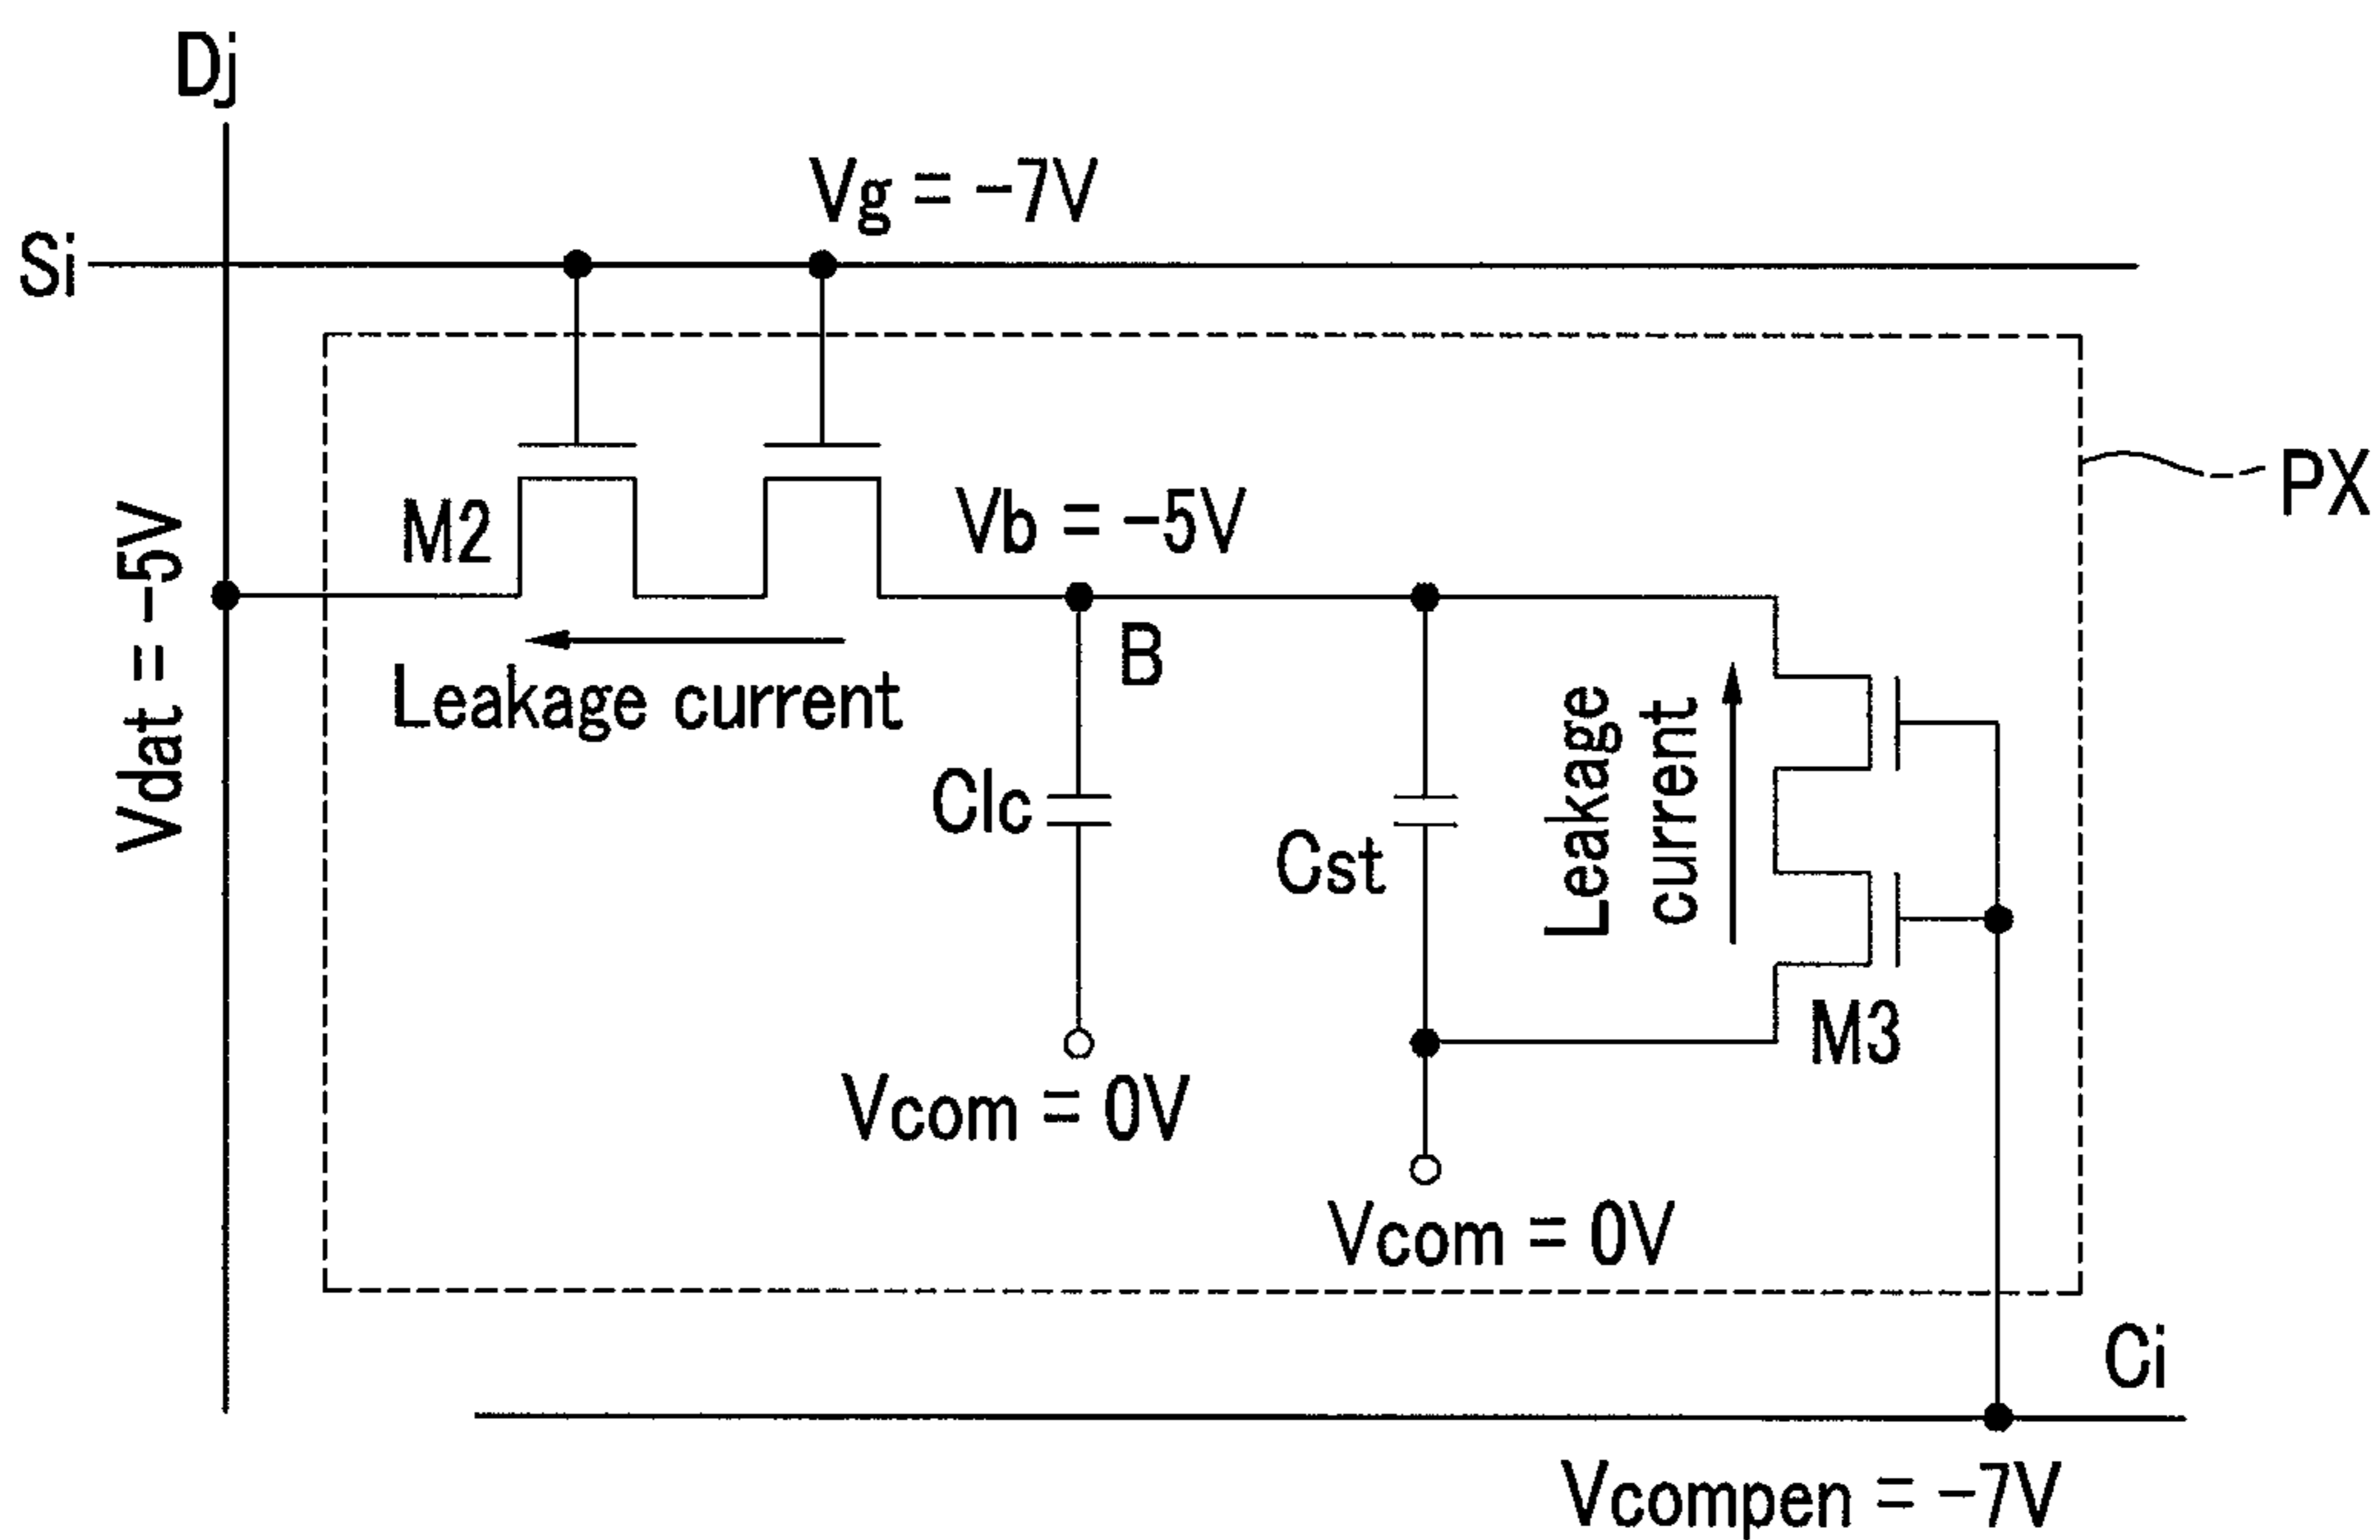 Dj
Vg = -7V
Si
PX
M2
Vb = -5V
Vdat = -5V
B
Leakage current
Leakage
current
Clc
Cst
M3
Vcom = 0V
Vcom = 0V
Ci
Vcompen = -7V